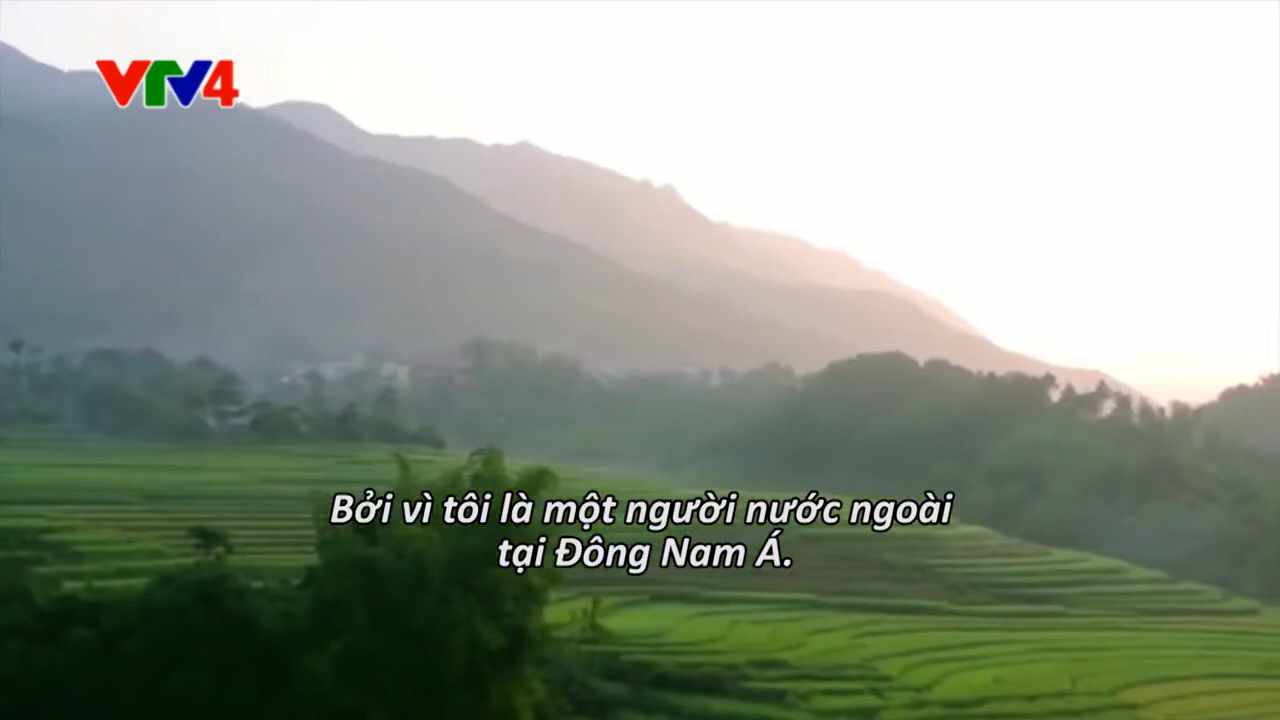 VTV4
Bởi vì tôi là một người nước ngoài
tại Đông Nam Á.